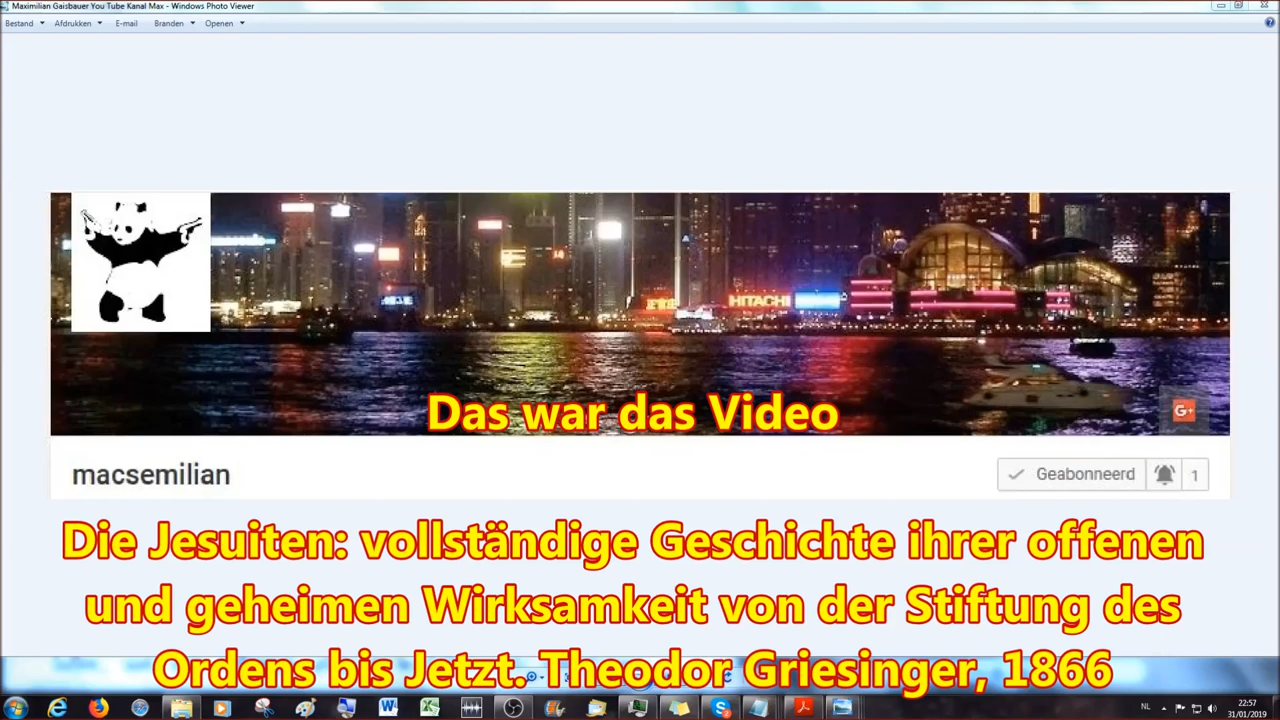 Maximilian Gaisbauer You Tube Kanal Max - Windows Photo Viewer
Bestand Afdrukken E-mail Branden Openen
HITACHI
G+
Das war das Video
macsemilian
Geabonneerd 1
Die Jesuiten: vollständige Geschichte ihrer offenen
und geheimen Wirksamkeit von der Stiftung des
Ordens bis Jetzt. Theodor Griesinger, 1866
NL 22:57
31/01/2019